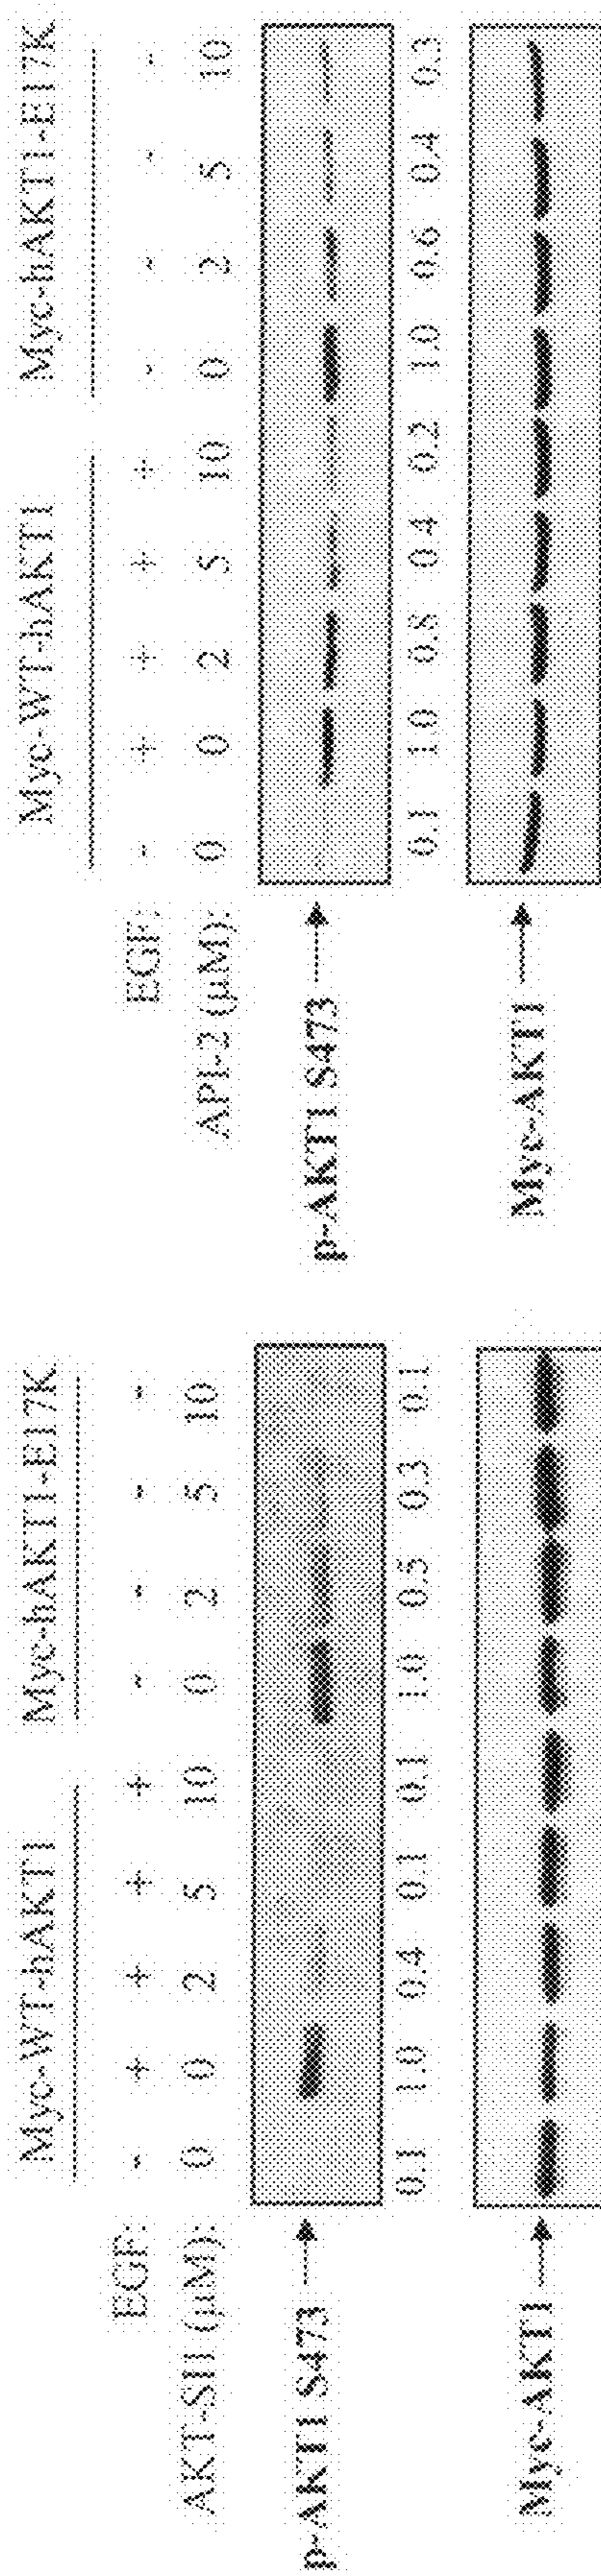 Myc-WT-hAKT1 Myc-hAKT1-E17K
EGF: - + + + + - - - -
AKT-SI1 (μM): 0 0 2 5 10 0 2 5 10
p-AKT1 S473
0.1 1.0 0.4 0.1 0.1 1.0 0.5 0.3 0.1
Myc-AKT1
Myc-WT-hAKT1 Myc-hAKT1-E17K
EGF: - + + + + - - - -
API-2 (μM): 0 0 2 5 10 0 2 5 10
p-AKT1 S473
0.1 1.0 0.8 0.4 0.2 1.0 0.6 0.4 0.3
Myc-AKT1